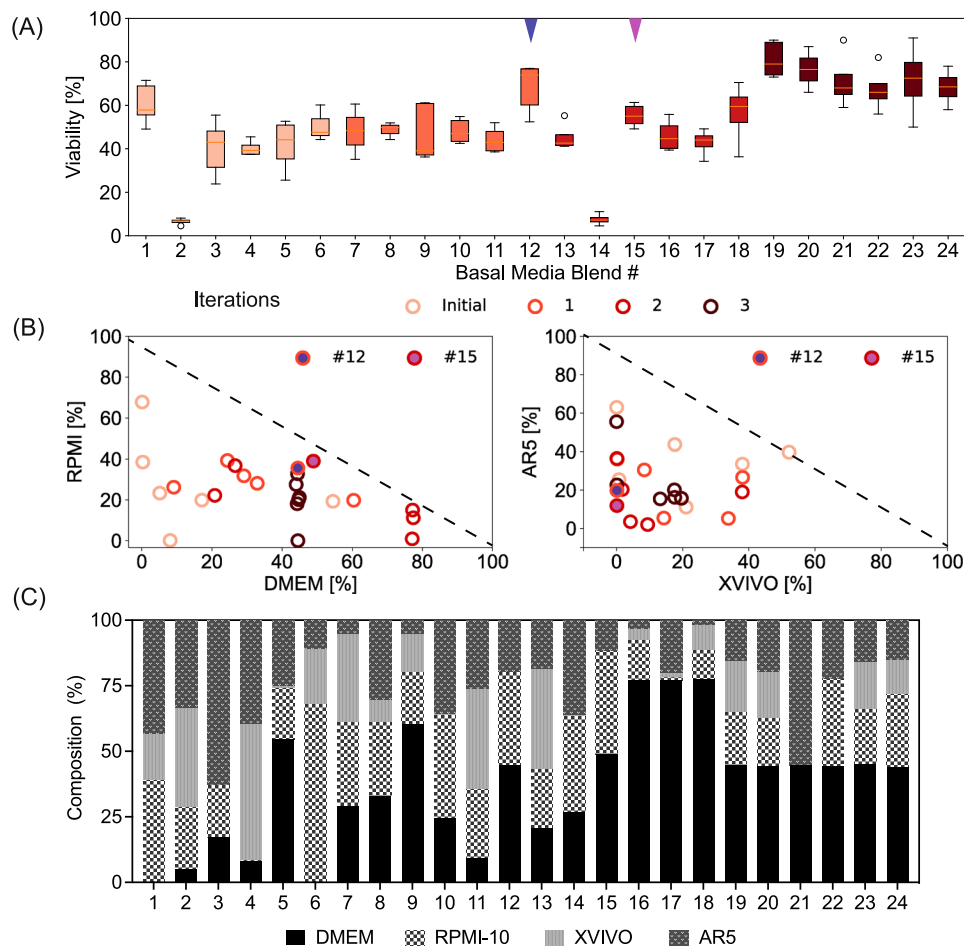 (A)
Viability [%]
100
80
60
40
20
0
1 2 3 4 5 6 7 8 9 10 11 12 13 14 15 16 17 18 19 20 21 22 23 24
Basal Media Blend #
Iterations
Initial 1 2 3
(B)
RPMI [%]
100
80
60
40
20
0
#12 #15
0 20 40 60 80 100
DMEM [%]
AR5 [%]
100
80
60
40
20
0
#12 #15
0 20 40 60 80 100
XVIVO [%]
(C)
Composition (%)
100
75
50
25
0
1 2 3 4 5 6 7 8 9 10 11 12 13 14 15 16 17 18 19 20 21 22 23 24
DMEM RPMI-10 XVIVO AR5